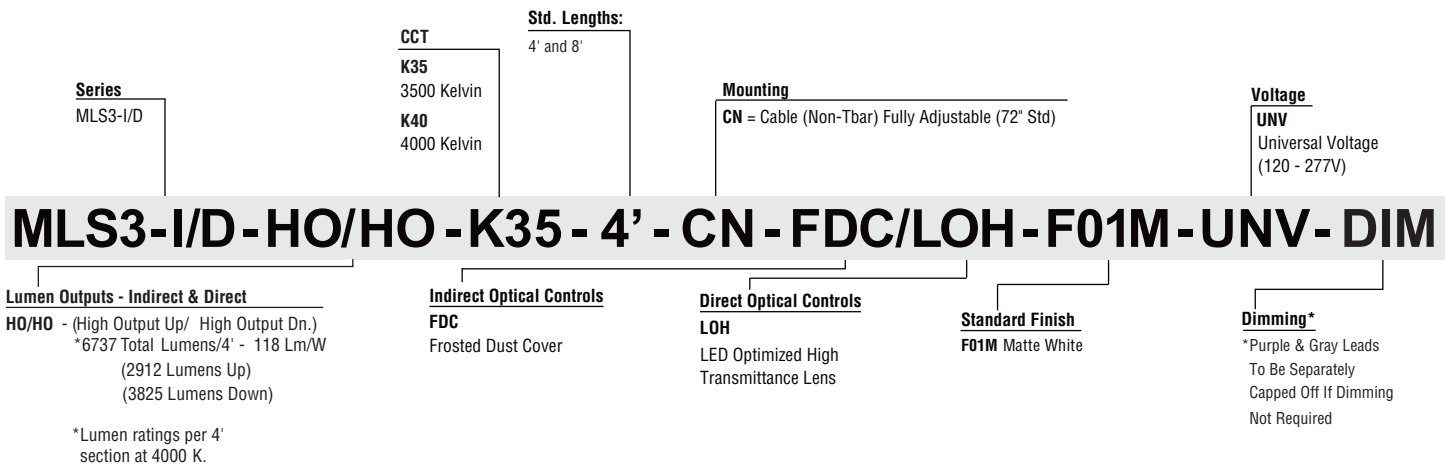 Series
MLS3-I/D
CCT
K35
3500 Kelvin
K40
4000 Kelvin
Std. Lengths:
4' and 8'
Mounting
CN = Cable (Non-Tbar) Fully Adjustable (72" Std)
Voltage
UNV
Universal Voltage
(120 - 277V)
MLS3-I/D-HO/HO-K35-4’-CN-FDC/LOH-F01M-UNV-DIM
Lumen Outputs - Indirect & Direct
HO/HO - (High Output Up/ High Output Dn.)
*6737 Total Lumens/4' - 118 Lm/W
(2912 Lumens Up)
(3825 Lumens Down)
*Lumen ratings per 4'
section at 4000 K.
Indirect Optical Controls
FDC
Frosted Dust Cover
Direct Optical Controls
LOH
LED Optimized High
Transmittance Lens
Standard Finish
F01M Matte White
Dimming*
*Purple & Gray Leads
To Be Separately
Capped Off If Dimming
Not Required